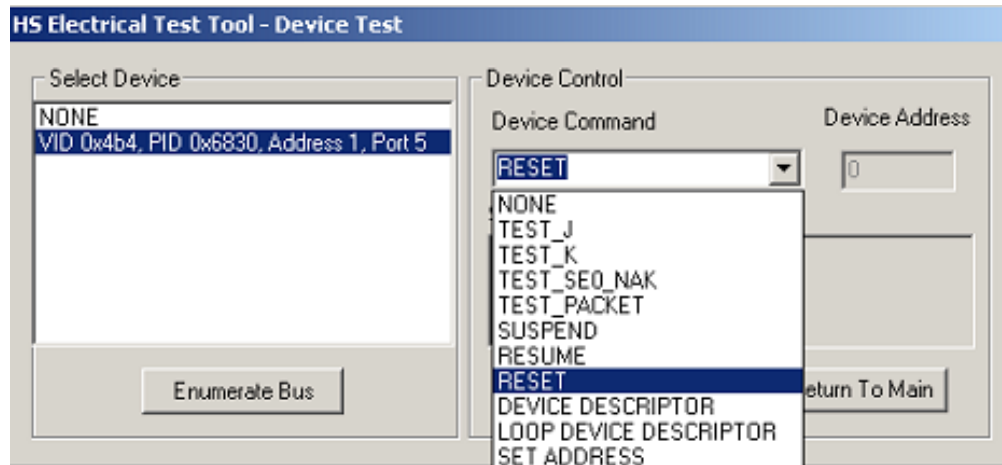 HS Electrical Test Tool - Device Test
Select Device
NONE
VID 0x4b4, PID 0x6830, Address 1, Port 5
Enumerate Bus
Device Control
Device Command
Device Address
RESET
0
NONE
TEST_J
TEST_K
TEST_SE0_NAK
TEST_PACKET
SUSPEND
RESUME
RESET
DEVICE DESCRIPTOR
LOOP DEVICE DESCRIPTOR
SET ADDRESS
eturn To Main